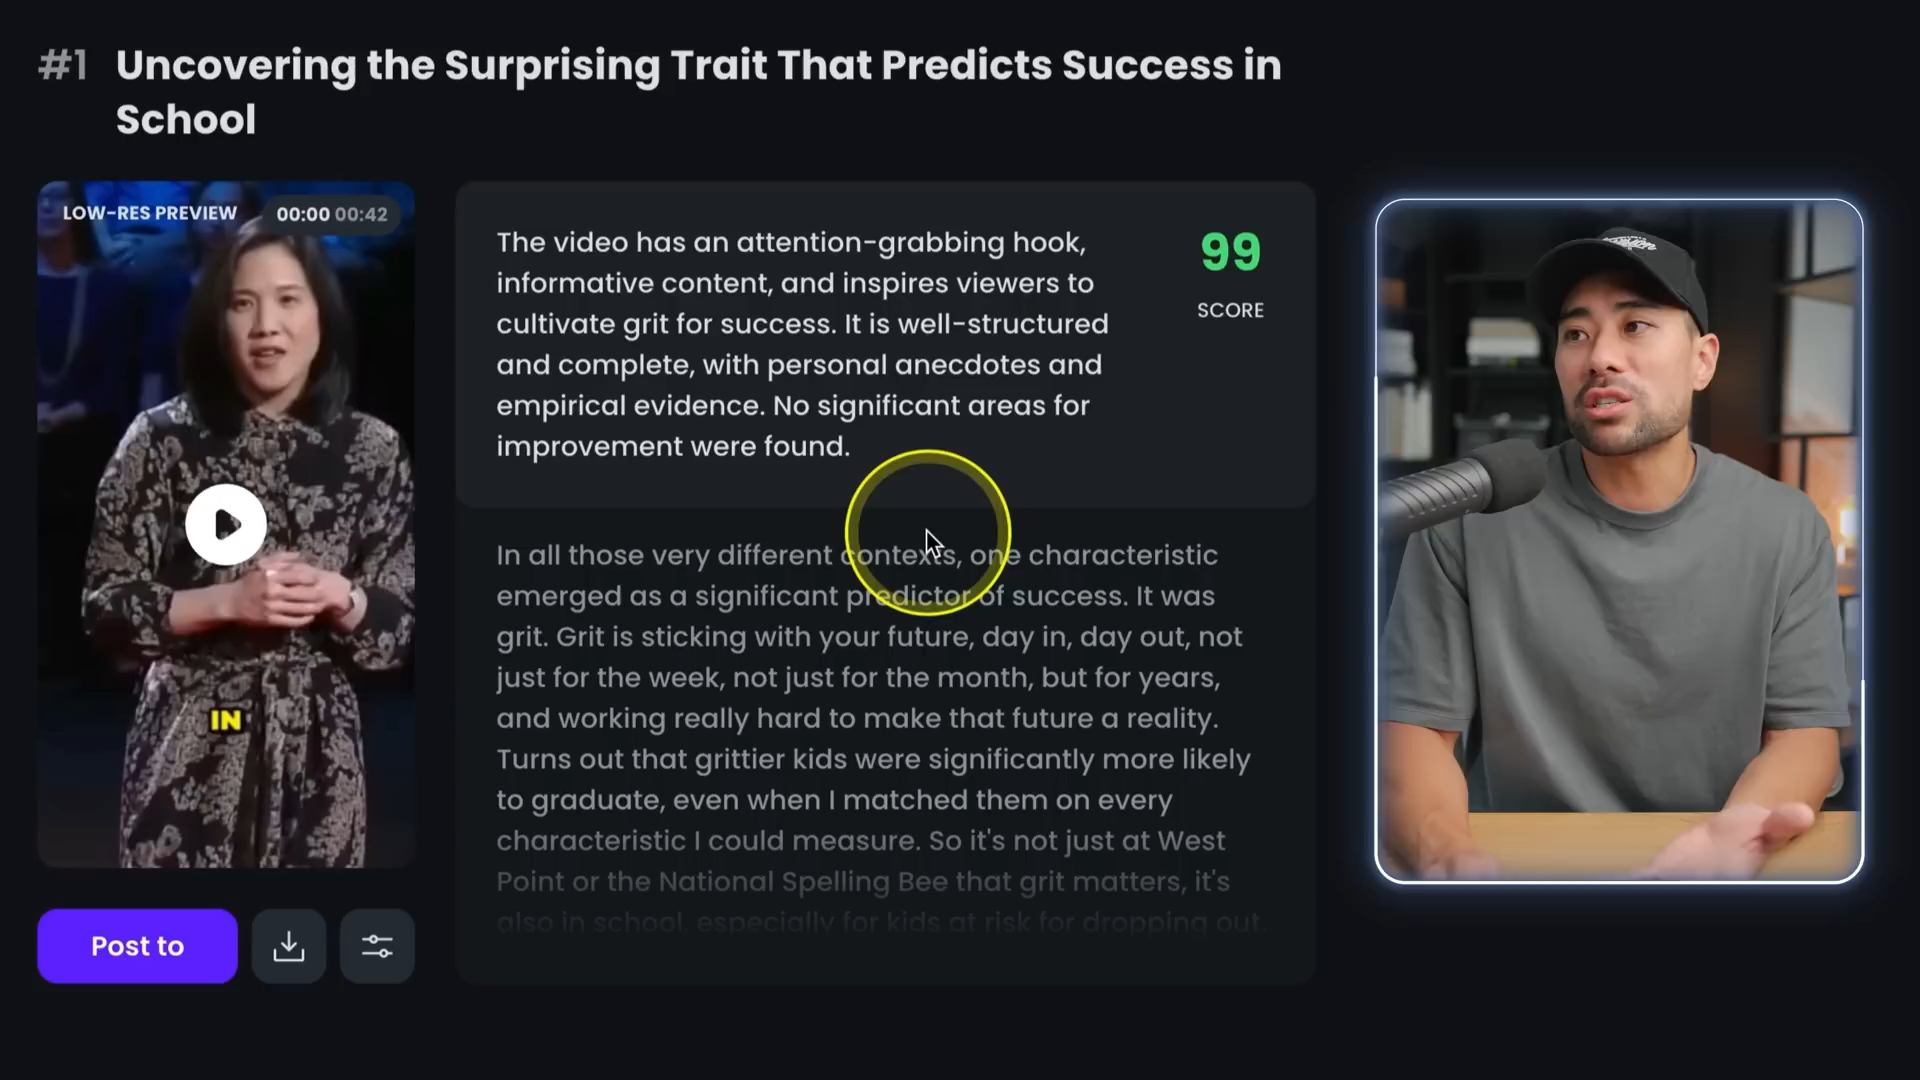 #1 Uncovering the Surprising Trait That Predicts Success in
School
LOW-RES PREVIEW 00:00 00:42
IN
The video has an attention-grabbing hook,
informative content, and inspires viewers to
cultivate grit for success. It is well-structured
and complete, with personal anecdotes and
empirical evidence. No significant areas for
improvement were found.
99
SCORE
In all those very different contexts, one characteristic
emerged as a significant predictor of success. It was
grit. Grit is sticking with your future, day in, day out, not
just for the week, not just for the month, but for years,
and working really hard to make that future a reality.
Turns out that grittier kids were significantly more likely
to graduate, even when I matched them on every
characteristic I could measure. So it's not just at West
Point or the National Spelling Bee that grit matters, it's
also in school, especially for kids at risk for dropping out.
Post to